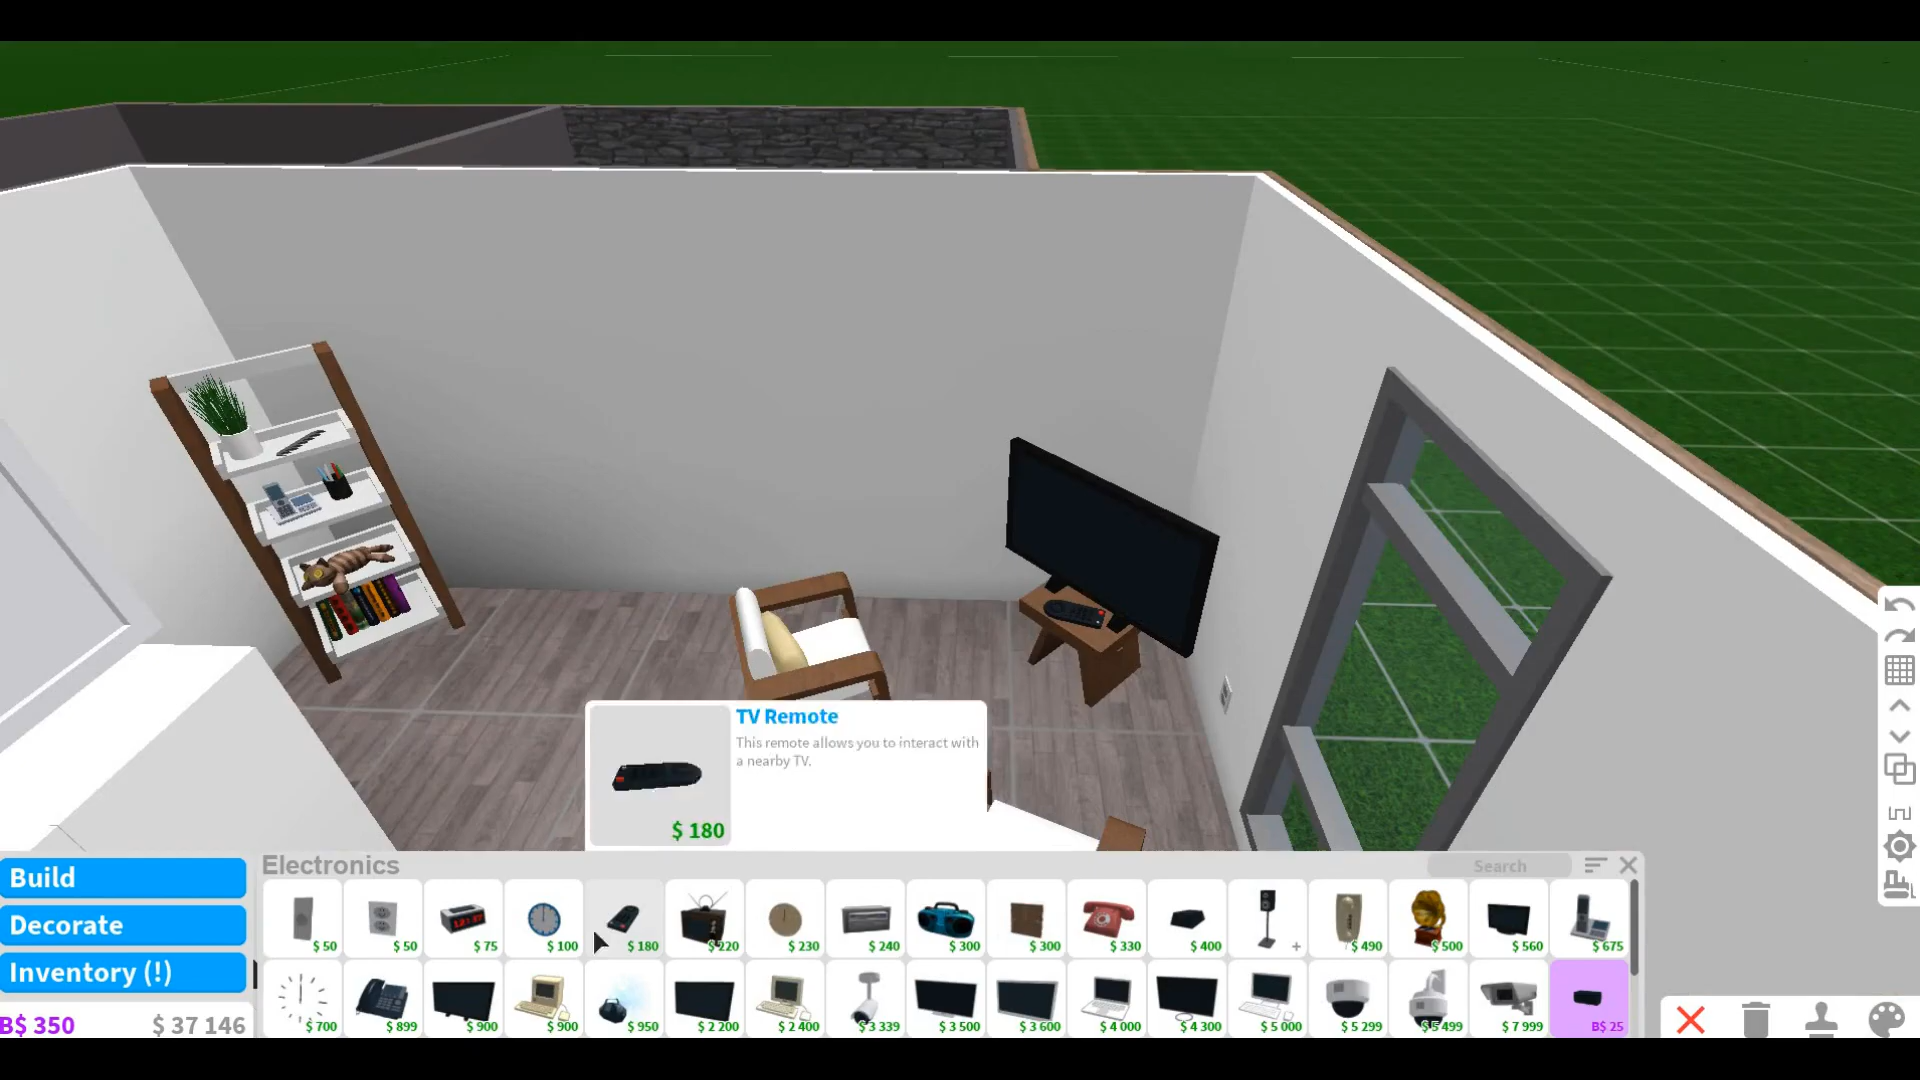 TV Remote
This remote allows you to interact with
a nearby TV.
$ 180
Build
Decorate
Inventory (!)
B$ 350
$ 37 146
Electronics
Search
$ 50
$ 50
$ 75
$ 100
$ 180
$ 220
$ 230
$ 240
$ 300
$ 300
$ 330
$ 400
+
$ 490
$ 500
$ 560
$ 675
$ 700
$ 899
$ 900
$ 900
$ 950
$ 2 200
$ 2 400
$ 3 339
$ 3 500
$ 3 600
$ 4 000
$ 4 300
$ 5 000
$ 5 299
$ 5 499
$ 7 999
B$ 25